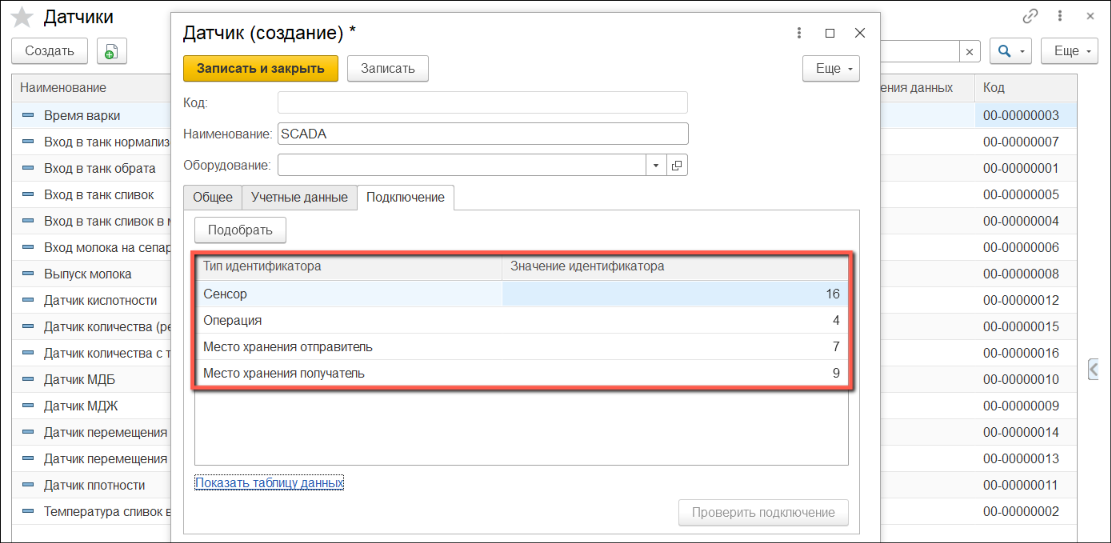 Датчики
Создать
Еще
Наименование
ения данных
Код
Время варки
00-00000003
Вход в танк нормализ
00-00000007
Вход в танк обрата
00-00000001
Вход в танк сливок
00-00000005
Вход в танк сливок в м
00-00000004
Вход молока на сепар
00-00000006
Выпуск молока
00-00000008
Датчик кислотности
00-00000012
Датчик количества (ре
00-00000015
Датчик количества с т
00-00000016
Датчик МДБ
00-00000010
Датчик МДЖ
00-00000009
Датчик перемещения
00-00000014
Датчик перемещения
00-00000013
Датчик плотности
00-00000011
Температура сливок в
00-00000002
Датчик (создание) *
Записать и закрыть
Записать
Еще
Код:
Наименование: SCADA
Оборудование:
Общее Учетные данные Подключение
Подобрать
Тип идентификатора Значение идентификатора
Сенсор 16
Операция 4
Место хранения отправитель 7
Место хранения получатель 9
Показать таблицу данных
Проверить подключение